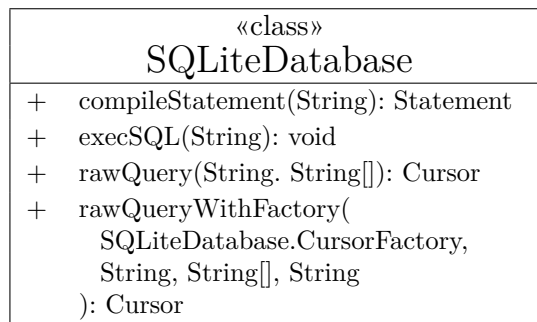 «class»
SQLiteDatabase
+ compileStatement(String): Statement
+ execSQL(String): void
+ rawQuery(String. String[]): Cursor
+ rawQueryWithFactory(
SQLiteDatabase.CursorFactory,
String, String[], String
): Cursor